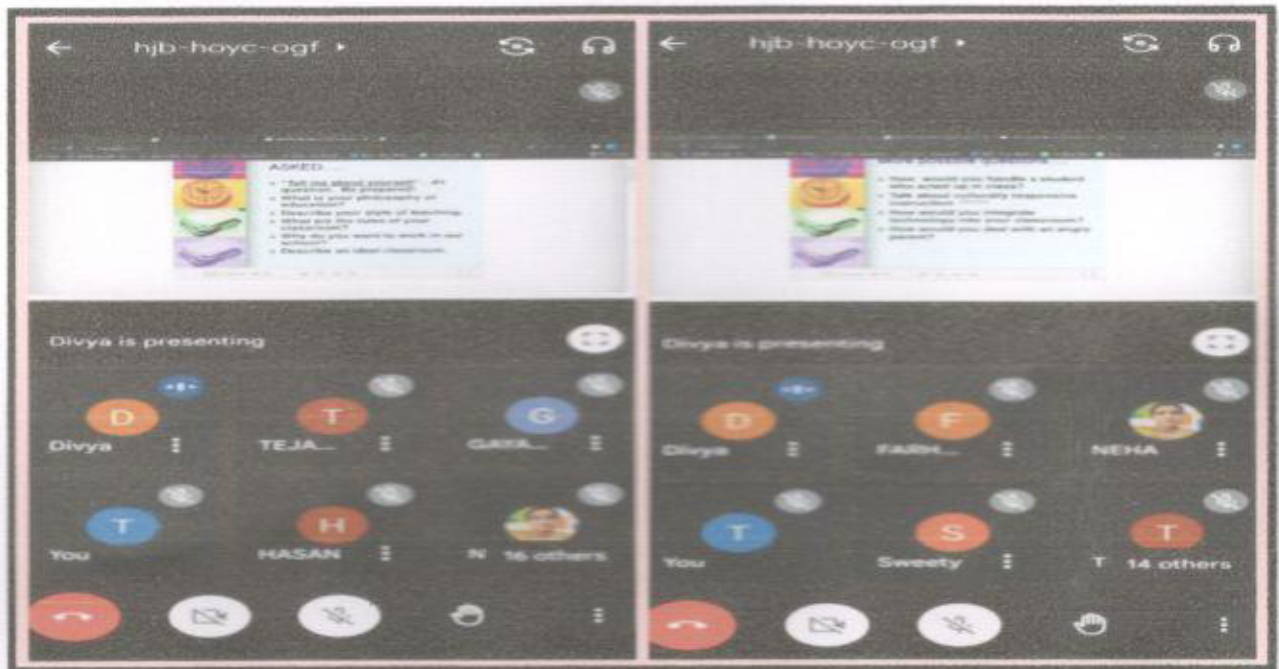 hjb-hoyc-ogf
ASKED...
"Tell me about yourself" #1
question. Be prepared!
What is your philosophy of
education?
Describe your style of teaching.
What are the rules of your
classroom?
Why do you want to work in our
school?
Describe an ideal classroom.
Divya is presenting
D
Divya
T
TEJA...
G
GAYA...
T
You
H
HASAN
N 16 others
hjb-hoyc-ogf
More possible questions
How would you handle a student
who acted up in class?
Talk about culturally responsive
instruction
How would you integrate
technology into your classroom?
How would you deal with an angry
parent?
Divya is presenting
D
Divya
F
FARH...
NEHA
T
You
S
Sweety
T
T 14 others